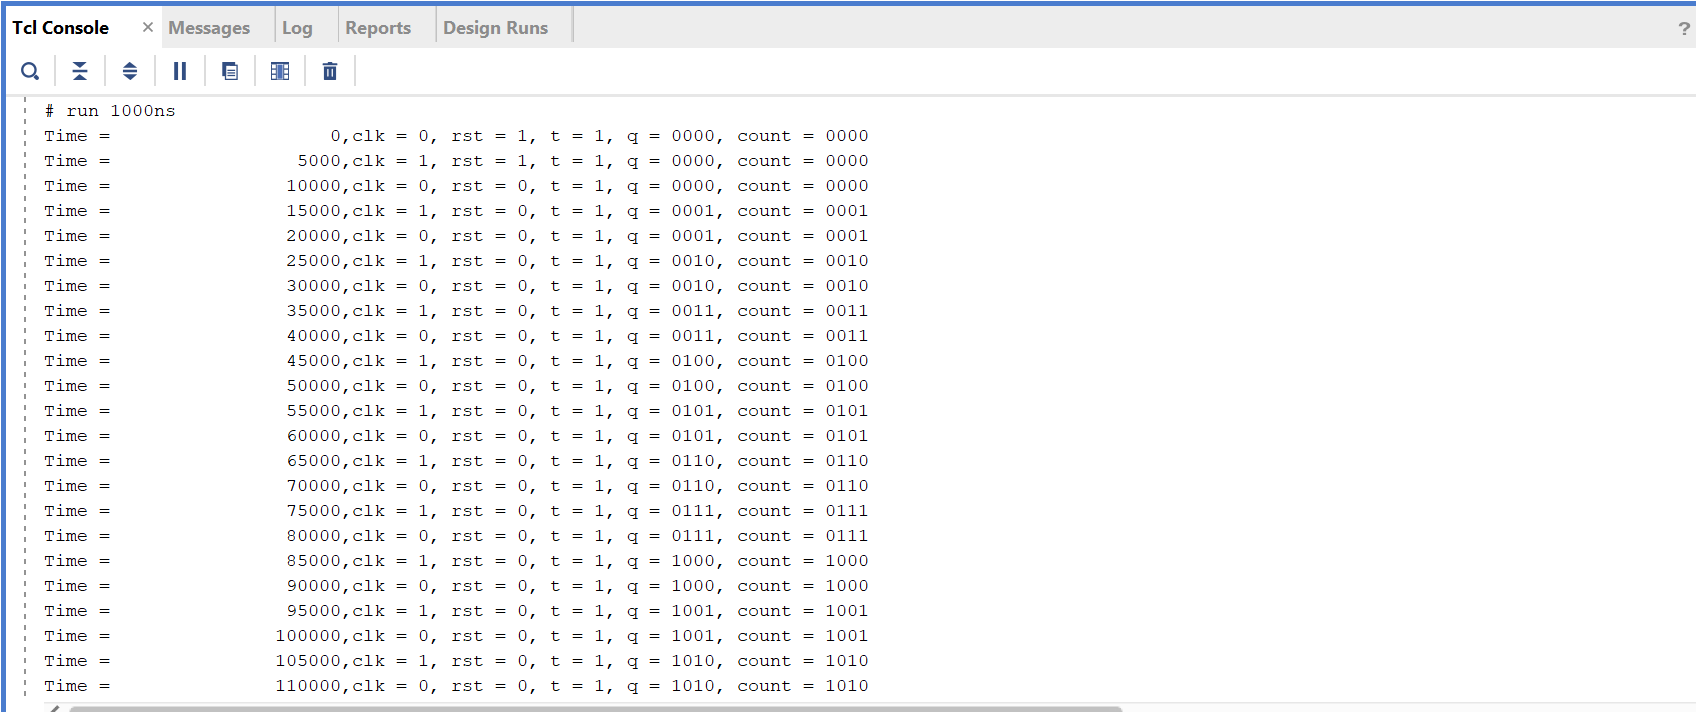 Tcl Console × Messages Log Reports Design Runs ?
# run 1000ns
Time =                    0,clk = 0, rst = 1, t = 1, q = 0000, count = 0000
Time =                 5000,clk = 1, rst = 1, t = 1, q = 0000, count = 0000
Time =                10000,clk = 0, rst = 0, t = 1, q = 0000, count = 0000
Time =                15000,clk = 1, rst = 0, t = 1, q = 0001, count = 0001
Time =                20000,clk = 0, rst = 0, t = 1, q = 0001, count = 0001
Time =                25000,clk = 1, rst = 0, t = 1, q = 0010, count = 0010
Time =                30000,clk = 0, rst = 0, t = 1, q = 0010, count = 0010
Time =                35000,clk = 1, rst = 0, t = 1, q = 0011, count = 0011
Time =                40000,clk = 0, rst = 0, t = 1, q = 0011, count = 0011
Time =                45000,clk = 1, rst = 0, t = 1, q = 0100, count = 0100
Time =                50000,clk = 0, rst = 0, t = 1, q = 0100, count = 0100
Time =                55000,clk = 1, rst = 0, t = 1, q = 0101, count = 0101
Time =                60000,clk = 0, rst = 0, t = 1, q = 0101, count = 0101
Time =                65000,clk = 1, rst = 0, t = 1, q = 0110, count = 0110
Time =                70000,clk = 0, rst = 0, t = 1, q = 0110, count = 0110
Time =                75000,clk = 1, rst = 0, t = 1, q = 0111, count = 0111
Time =                80000,clk = 0, rst = 0, t = 1, q = 0111, count = 0111
Time =                85000,clk = 1, rst = 0, t = 1, q = 1000, count = 1000
Time =                90000,clk = 0, rst = 0, t = 1, q = 1000, count = 1000
Time =                95000,clk = 1, rst = 0, t = 1, q = 1001, count = 1001
Time =               100000,clk = 0, rst = 0, t = 1, q = 1001, count = 1001
Time =               105000,clk = 1, rst = 0, t = 1, q = 1010, count = 1010
Time =               110000,clk = 0, rst = 0, t = 1, q = 1010, count = 1010